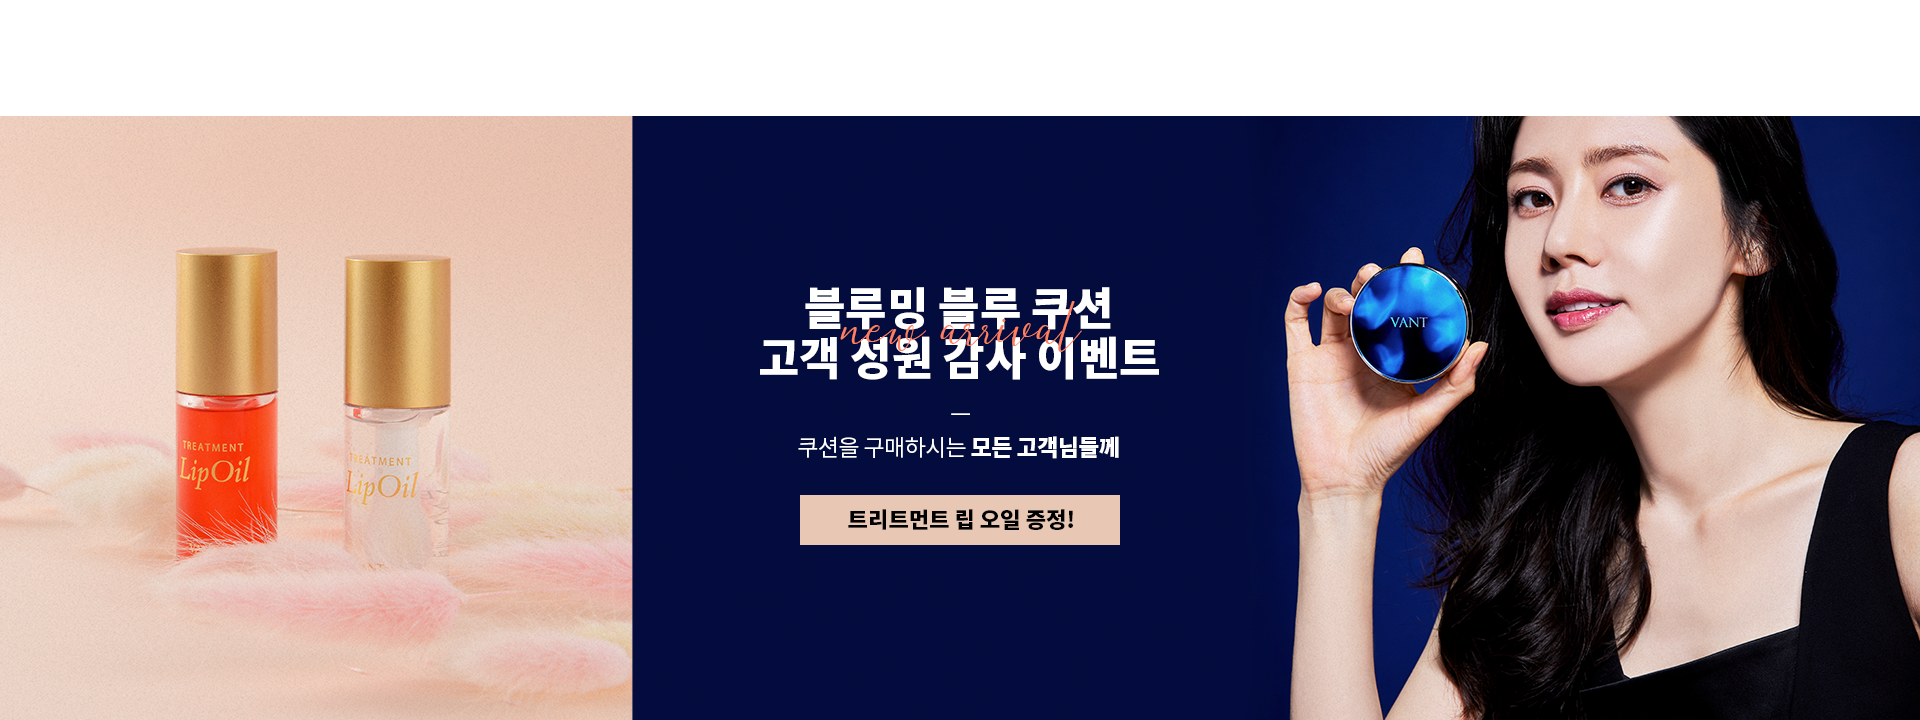 TREATMENT
LipOil
TREATMENT
LipOil
블루밍 블루 쿠션
new arrival
고객 성원 감사 이벤트
쿠션을 구매하시는 모든 고객님들께
트리트먼트 립 오일 증정!
VANT